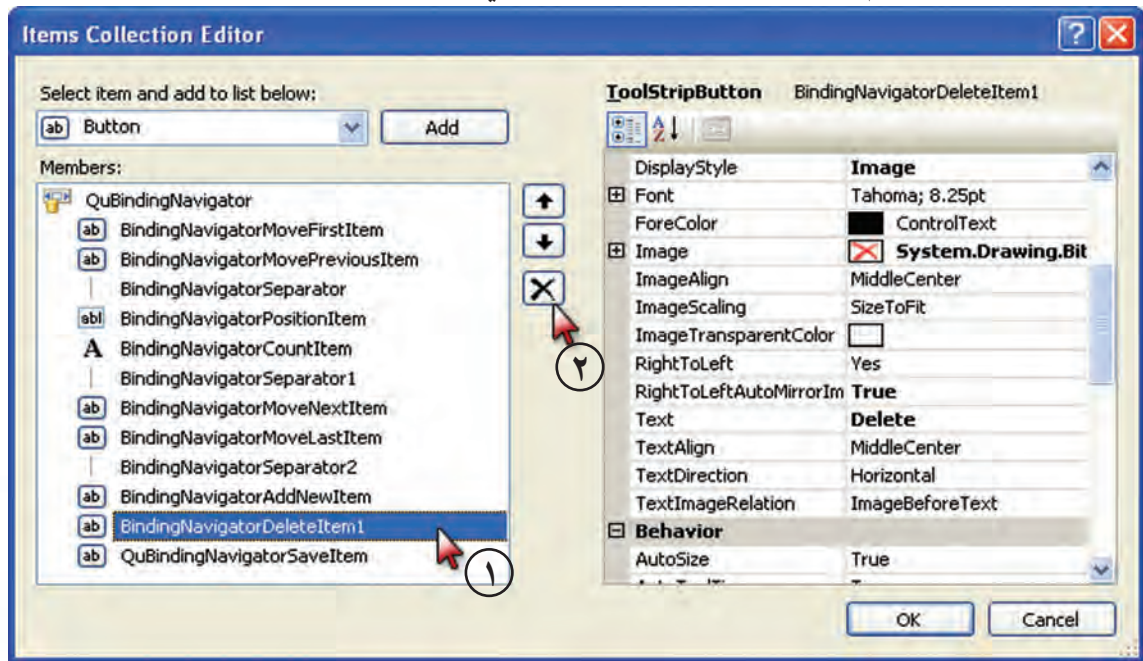 Items Collection Editor
Select item and add to list below:
Button
Add
Members:
QuBindingNavigator
BindingNavigatorMoveFirstItem
BindingNavigatorMovePreviousItem
BindingNavigatorSeparator
BindingNavigatorPositionItem
BindingNavigatorCountItem
BindingNavigatorSeparator1
BindingNavigatorMoveNextItem
BindingNavigatorMoveLastItem
BindingNavigatorSeparator2
BindingNavigatorAddNewItem
BindingNavigatorDeleteItem1
QuBindingNavigatorSaveItem
۱
۲
ToolStripButton BindingNavigatorDeleteItem1
DisplayStyle Image
Font Tahoma; 8.25pt
ForeColor ControlText
Image System.Drawing.Bit
ImageAlign MiddleCenter
ImageScaling SizeToFit
ImageTransparentColor
RightToLeft Yes
RightToLeftAutoMirrorIm True
Text Delete
TextAlign MiddleCenter
TextDirection Horizontal
TextImageRelation ImageBeforeText
Behavior
AutoSize True
OK Cancel